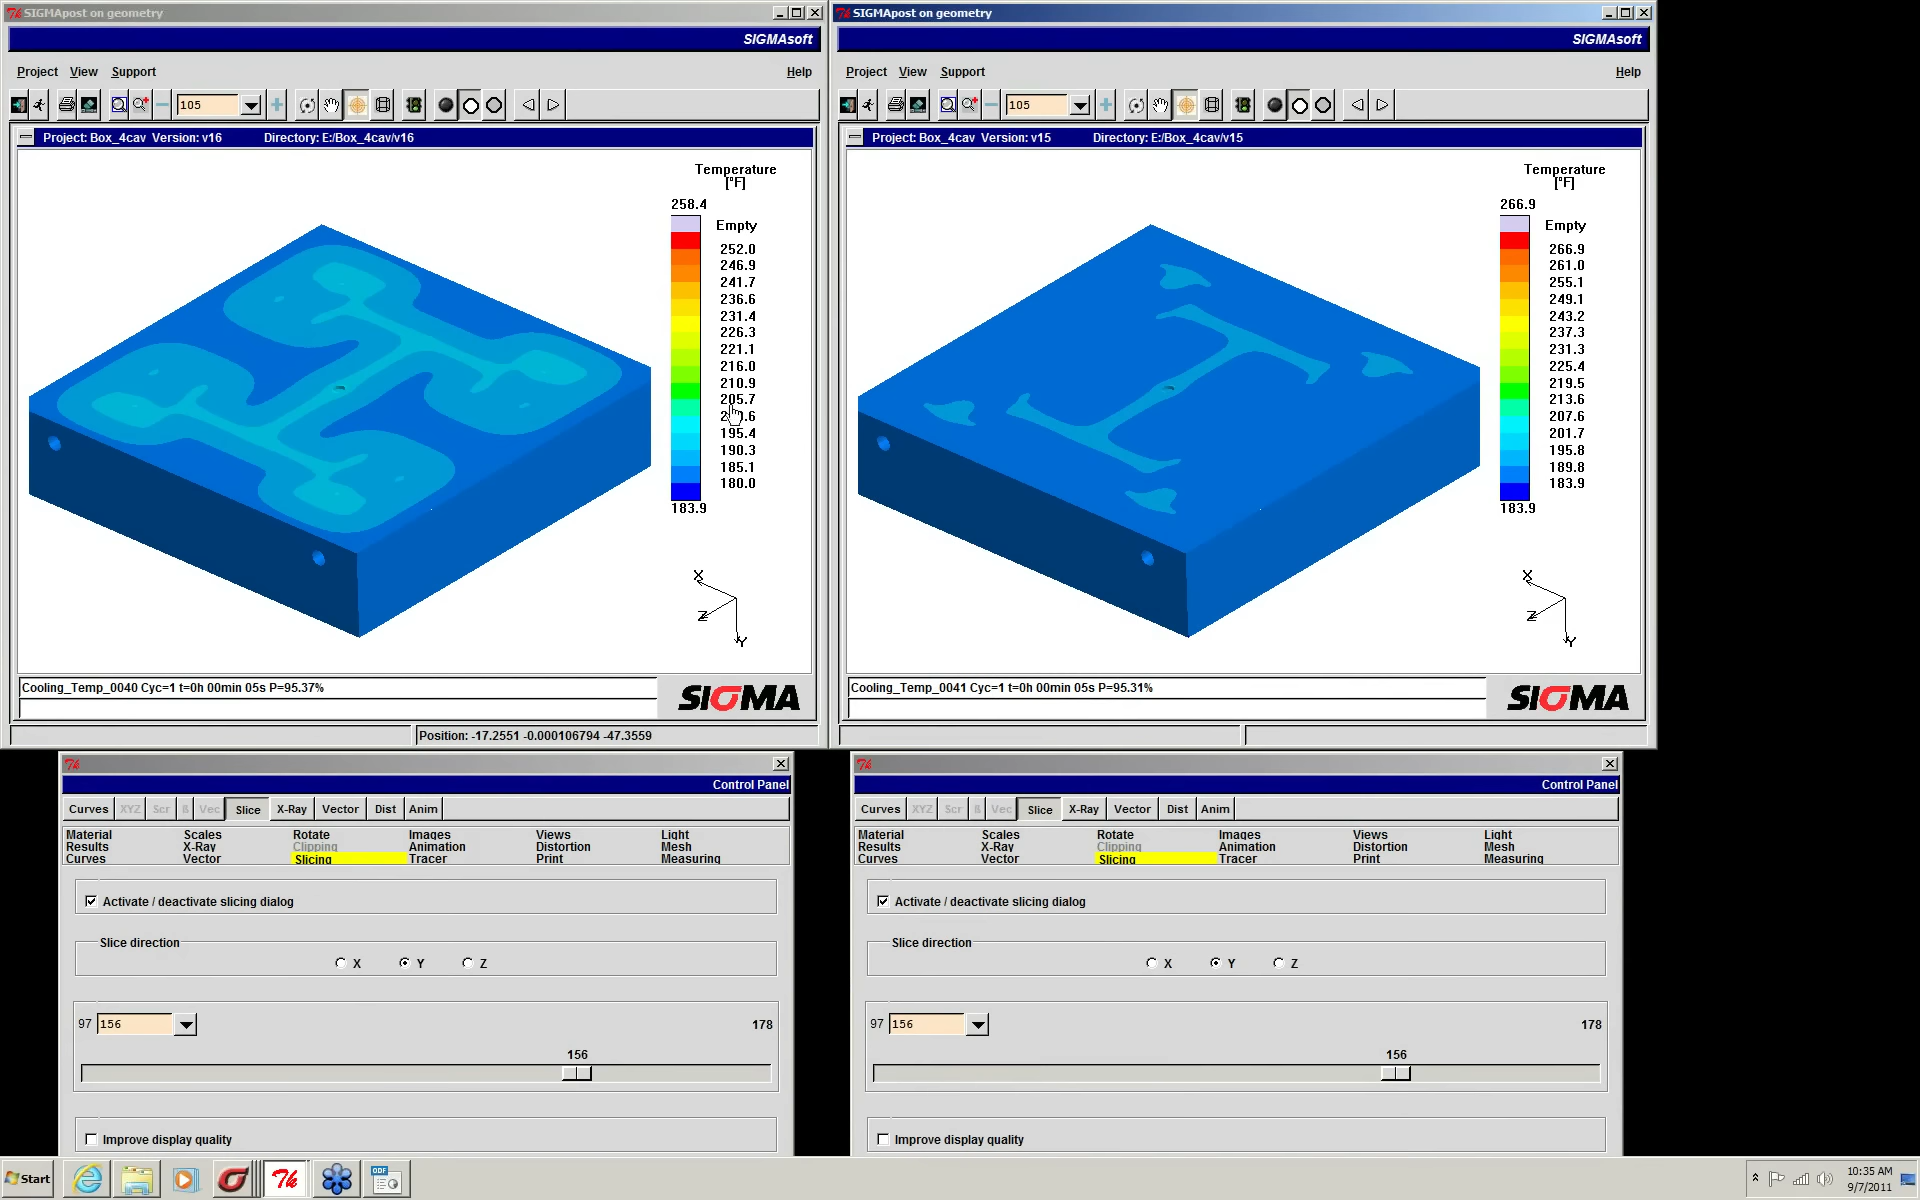 SIGMApost on geometry
SIGMAsoft
Project View Support Help
105
Project: Box_4cav Version: v16 Directory: E:/Box_4cav/v16
Temperature
[°F]
258.4
Empty
252.0
246.9
241.7
236.6
231.4
226.3
221.1
216.0
210.9
205.7
195.4
190.3
185.1
180.0
183.9
X
Z
Y
Cooling_Temp_0040 Cyc=1 t=0h 00min 05s P=95.37%
SIGMA
Position: -17.2551 -0.000106794 -47.3559
SIGMApost on geometry
SIGMAsoft
Project View Support Help
105
Project: Box_4cav Version: v15 Directory: E:/Box_4cav/v15
Temperature
[°F]
266.9
Empty
266.9
261.0
255.1
249.1
243.2
237.3
231.3
225.4
219.5
213.6
207.6
201.7
195.8
189.8
183.9
183.9
X
Z
Y
Cooling_Temp_0041 Cyc=1 t=0h 00min 05s P=95.31%
SIGMA
Control Panel
Curves XYZ Scr Vec Slice X-Ray Vector Dist Anim
Material Scales Rotate Images Views Light
Results X-Ray Clipping Animation Distortion Mesh
Curves Vector Slicing Tracer Print Measuring
Activate / deactivate slicing dialog
Slice direction
X Y Z
97 156 178
156
Improve display quality
Control Panel
Curves XYZ Scr Vec Slice X-Ray Vector Dist Anim
Material Scales Rotate Images Views Light
Results X-Ray Clipping Animation Distortion Mesh
Curves Vector Slicing Tracer Print Measuring
Activate / deactivate slicing dialog
Slice direction
X Y Z
97 156 178
156
Improve display quality
Start
ODF
10:35 AM
9/7/2011